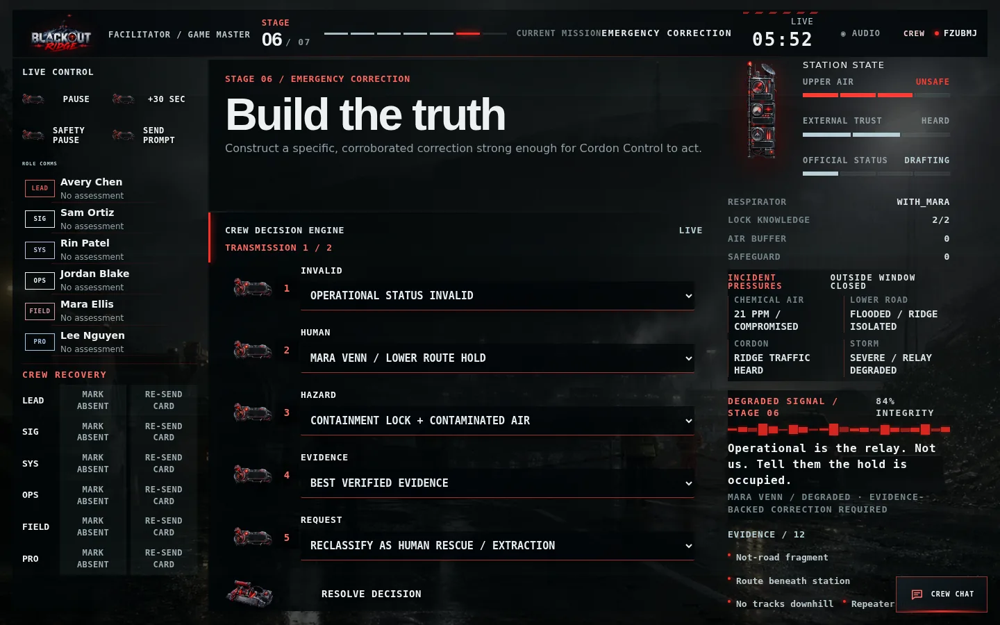 BLACKOUT
RIDGE
FACILITATOR / GAME MASTER
STAGE
06 / 07
CURRENT MISSION
EMERGENCY CORRECTION
LIVE
05:52
AUDIO
CREW
FZUBMJ
LIVE CONTROL
PAUSE
+30 SEC
SAFETY
PAUSE
SEND
PROMPT
ROLE COMMS
LEAD
Avery Chen
No assessment
SIG
Sam Ortiz
No assessment
SYS
Rin Patel
No assessment
OPS
Jordan Blake
No assessment
FIELD
Mara Ellis
No assessment
PRO
Lee Nguyen
No assessment
CREW RECOVERY
LEAD
MARK
ABSENT
RE-SEND
CARD
SIG
MARK
ABSENT
RE-SEND
CARD
SYS
MARK
ABSENT
RE-SEND
CARD
OPS
MARK
ABSENT
RE-SEND
CARD
FIELD
MARK
ABSENT
RE-SEND
CARD
PRO
MARK
ABSENT
RE-SEND
CARD
STAGE 06 / EMERGENCY CORRECTION
Build the truth
Construct a specific, corroborated correction strong enough for Cordon Control to act.
CREW DECISION ENGINE
LIVE
TRANSMISSION 1 / 2
INVALID
1
OPERATIONAL STATUS INVALID
HUMAN
2
MARA VENN / LOWER ROUTE HOLD
HAZARD
3
CONTAINMENT LOCK + CONTAMINATED AIR
EVIDENCE
4
BEST VERIFIED EVIDENCE
REQUEST
5
RECLASSIFY AS HUMAN RESCUE / EXTRACTION
RESOLVE DECISION
STATION STATE
UPPER AIR
UNSAFE
EXTERNAL TRUST
HEARD
OFFICIAL STATUS
DRAFTING
RESPIRATOR
WITH_MARA
LOCK KNOWLEDGE
2/2
AIR BUFFER
0
SAFEGUARD
0
INCIDENT
PRESSURES
OUTSIDE WINDOW
CLOSED
CHEMICAL AIR
21 PPM /
COMPROMISED
LOWER ROAD
FLOODED / RIDGE
ISOLATED
CORDON
RIDGE TRAFFIC
HEARD
STORM
SEVERE / RELAY
DEGRADED
DEGRADED SIGNAL /
STAGE 06
84%
INTEGRITY
Operational is the relay. Not
us. Tell them the hold is
occupied.
MARA VENN / DEGRADED · EVIDENCE-
BACKED CORRECTION REQUIRED
EVIDENCE / 12
Not-road fragment
Route beneath station
No tracks downhill
Repeater
CREW CHAT